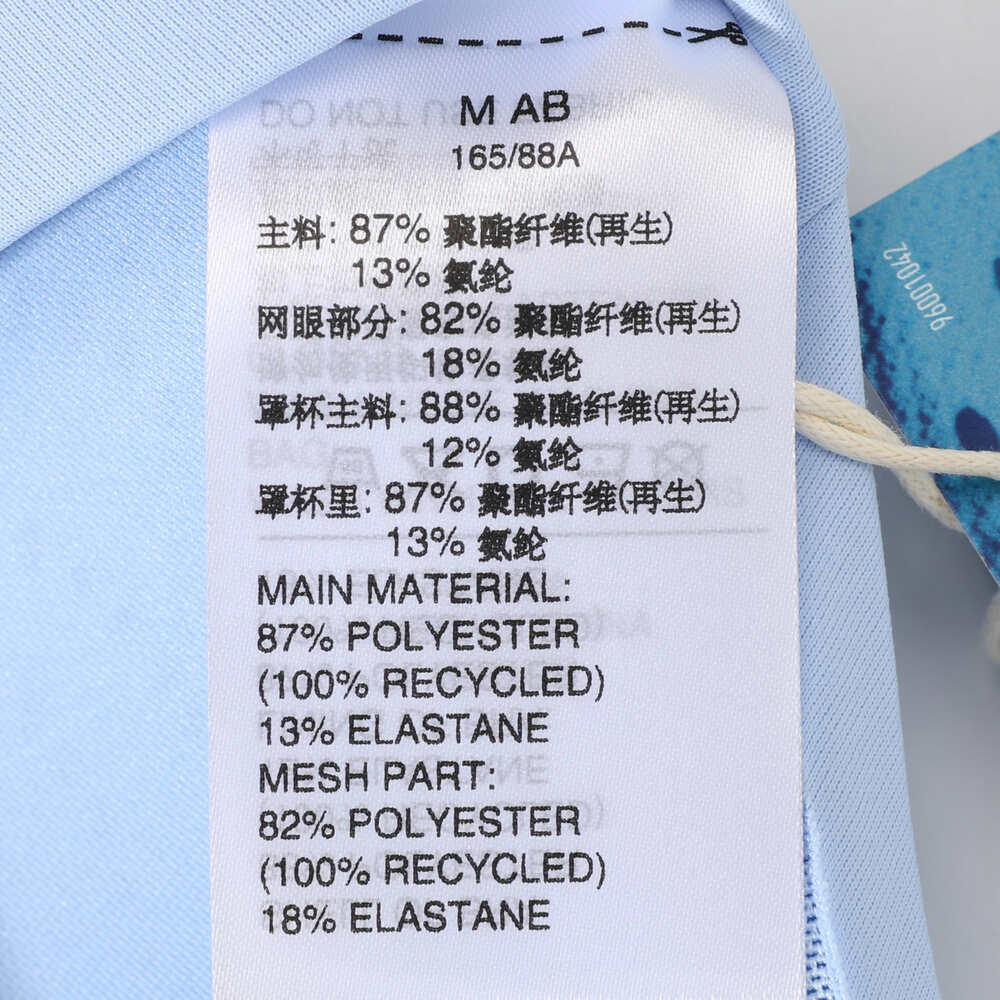 M AB
165/88A
主料: 87% 聚酯纤维(再生)
13% 氨纶
网眼部分: 82% 聚酯纤维(再生)
18% 氨纶
罩杯主料: 88% 聚酯纤维(再生)
12% 氨纶
罩杯里: 87% 聚酯纤维(再生)
13% 氨纶
MAIN MATERIAL:
87% POLYESTER
(100% RECYCLED)
13% ELASTANE
MESH PART:
82% POLYESTER
(100% RECYCLED)
18% ELASTANE
96001042